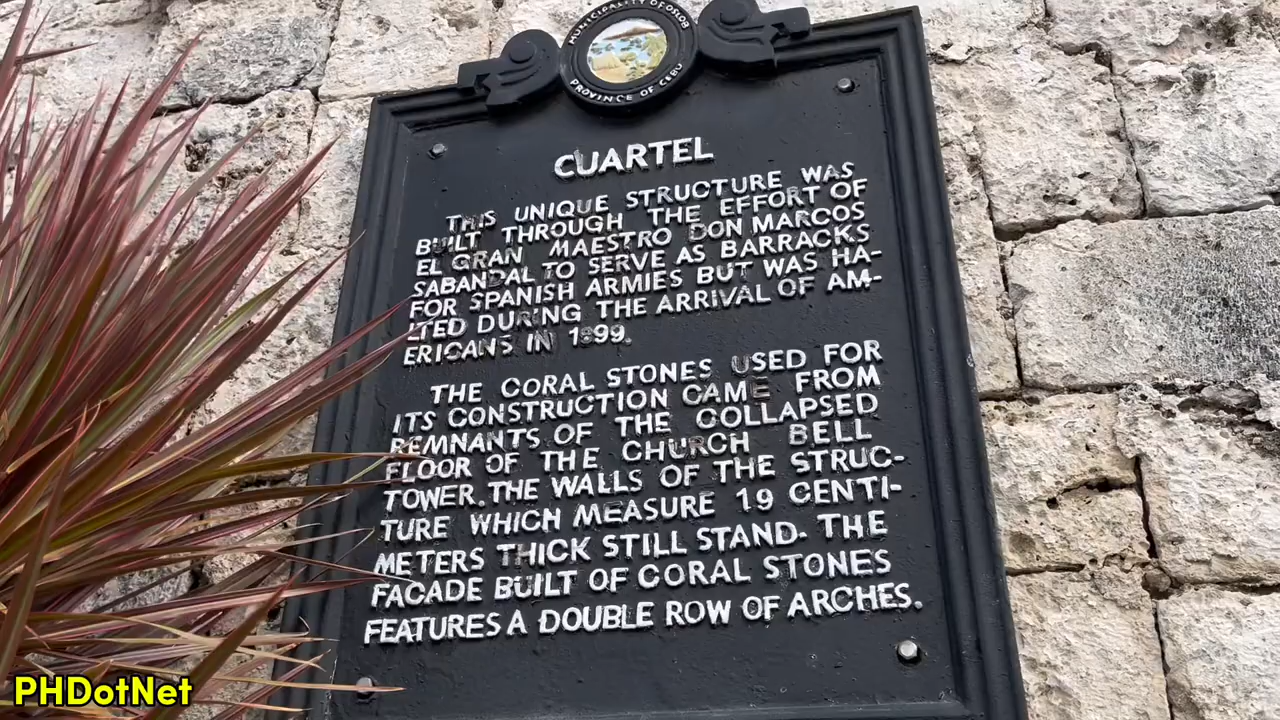 MUNICIPALITY OF OSLOB
PROVINCE OF CEBU
CUARTEL
THIS UNIQUE STRUCTURE WAS
BUILT THROUGH THE EFFORT OF
EL GRAN MAESTRO DON MARCOS
SABANDAL TO SERVE AS BARRACKS
FOR SPANISH ARMIES BUT WAS HA-
LTED DURING THE ARRIVAL OF AM-
ERICANS IN 1899.
THE CORAL STONES USED FOR
ITS CONSTRUCTION CAME FROM
REMNANTS OF THE COLLAPSED
FLOOR OF THE CHURCH BELL
TOWER. THE WALLS OF THE STRUC-
TURE WHICH MEASURE 19 CENTI-
METERS THICK STILL STAND. THE
FACADE BUILT OF CORAL STONES
FEATURES A DOUBLE ROW OF ARCHES.
PHDotNet